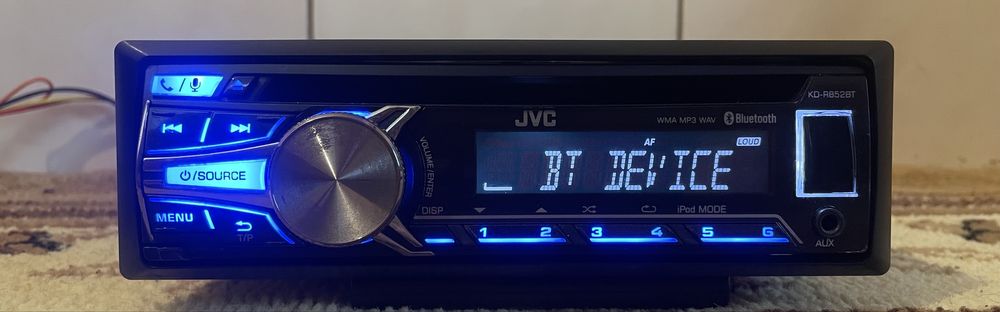 KD-R852BT
JVC
WMA MP3 WAV Bluetooth
AF LOUD
BT DEVICE
/SOURCE
VOLUME/ENTER
MENU
T/P
DISP iPod MODE
1 2 3 4 5 6
AUX